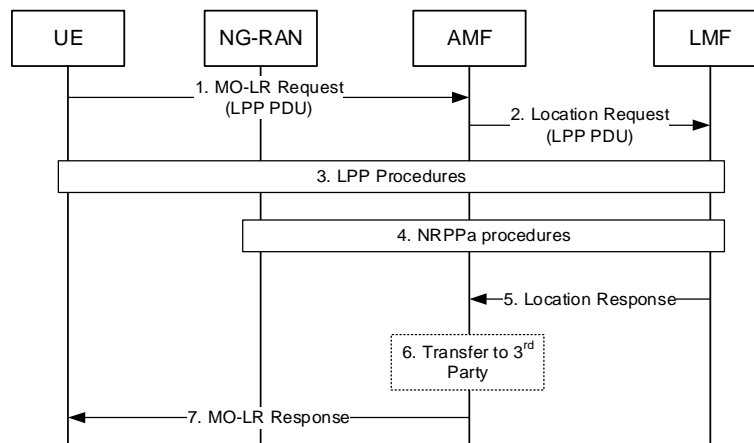 UE NG-RAN AMF LMF
1. MO-LR Request
(LPP PDU)
2. Location Request
(LPP PDU)
3. LPP Procedures
4. NRPPa procedures
5. Location Response
6. Transfer to 3rd
Party
7. MO-LR Response